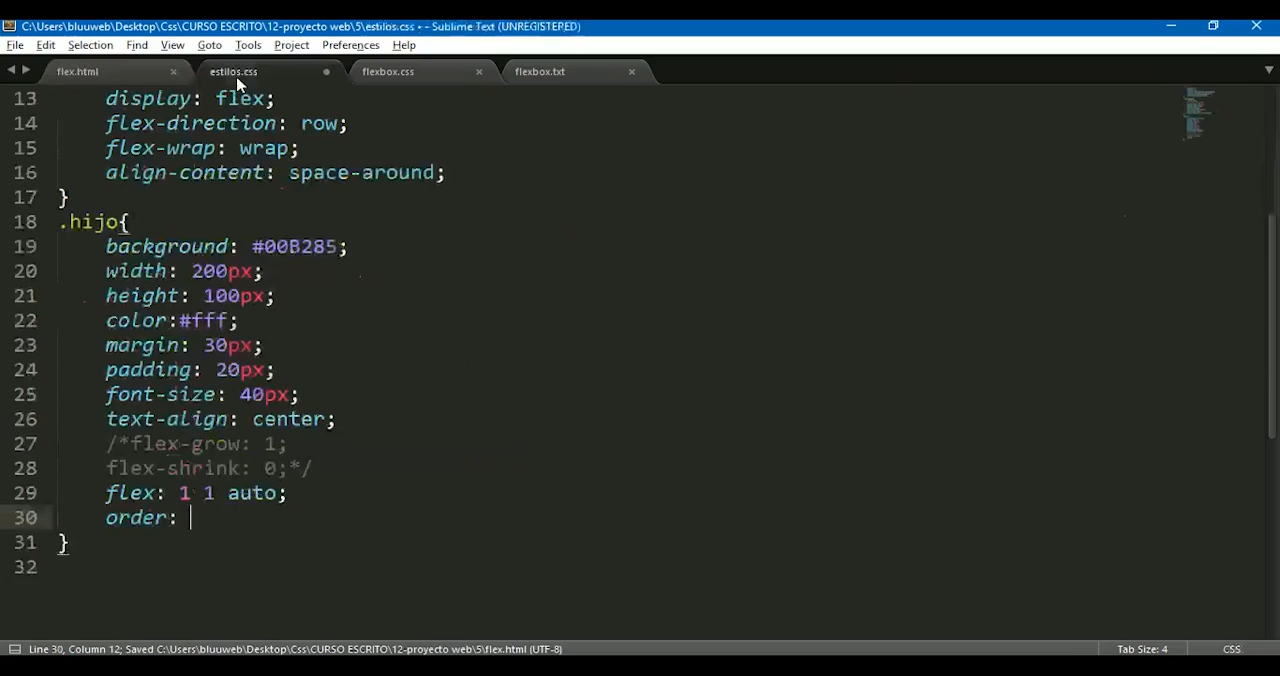 C:\Users\bluuweb\Desktop\Css\CURSO ESCRITO\12-proyecto web\5\estilos.css • - Sublime Text (UNREGISTERED)
File Edit Selection Find View Goto Tools Project Preferences Help
flex.html estilos.css flexbox.css flexbox.txt
13 display: flex;
14 flex-direction: row;
15 flex-wrap: wrap;
16 align-content: space-around;
17 }
18 .hijo{
19 background: #00B285;
20 width: 200px;
21 height: 100px;
22 color:#fff;
23 margin: 30px;
24 padding: 20px;
25 font-size: 40px;
26 text-align: center;
27 /*flex-grow: 1;
28 flex-shrink: 0;*/
29 flex: 1 1 auto;
30 order:
31 }
32
Line 30, Column 12; Saved C:\Users\bluuweb\Desktop\Css\CURSO ESCRITO\12-proyecto web\5\flex.html (UTF-8) Tab Size: 4 CSS